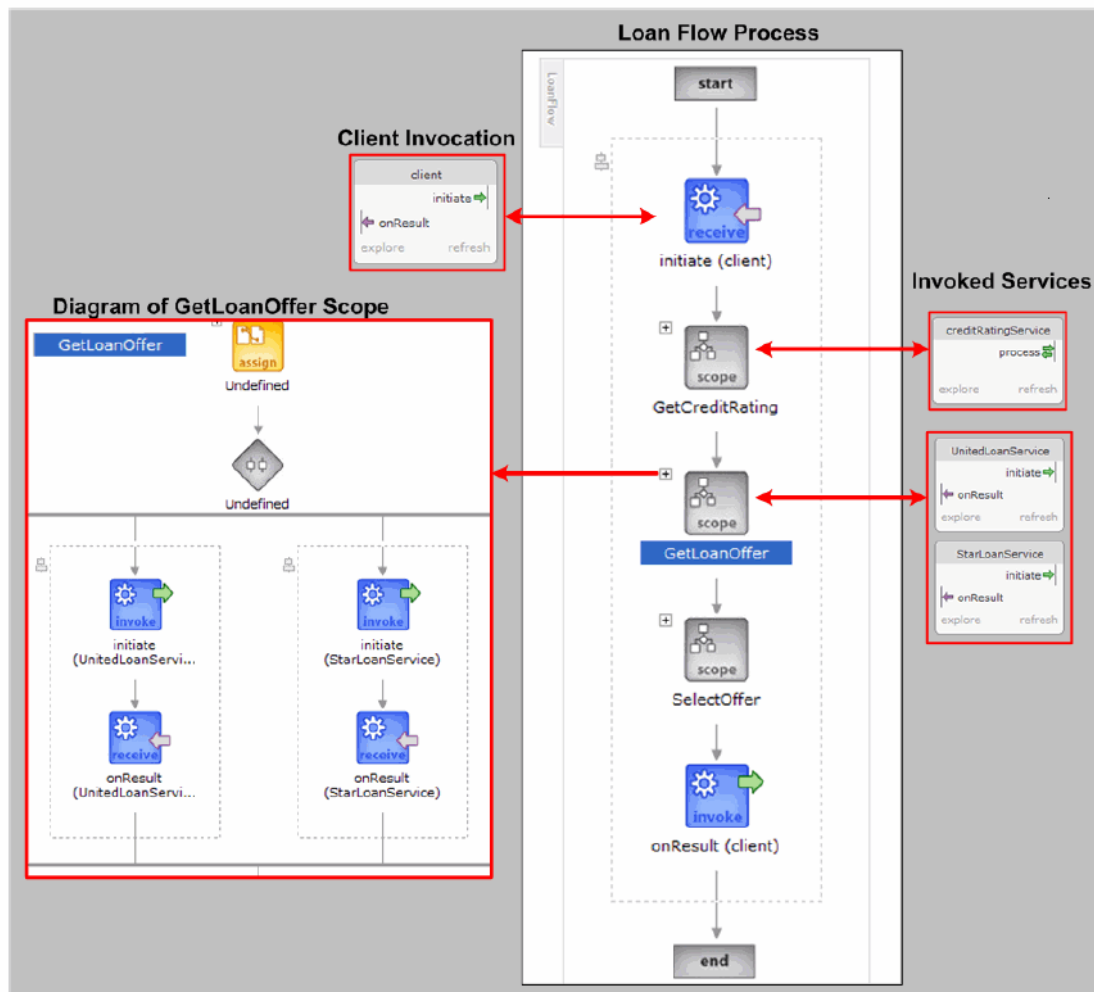 Loan Flow Process
LoanFlow
start
Client Invocation
client
initiate
onResult
explore refresh
receive
initiate (client)
Invoked Services
creditRatingService
process
explore refresh
scope
GetCreditRating
Diagram of GetLoanOffer Scope
GetLoanOffer
assign
Undefined
Undefined
UnitedLoanService
initiate
onResult
explore refresh
scope
GetLoanOffer
StarLoanService
initiate
onResult
explore refresh
invoke
initiate
(UnitedLoanServi...
invoke
initiate
(StarLoanService)
receive
onResult
(UnitedLoanServi...
receive
onResult
(StarLoanService)
scope
SelectOffer
invoke
onResult (client)
end